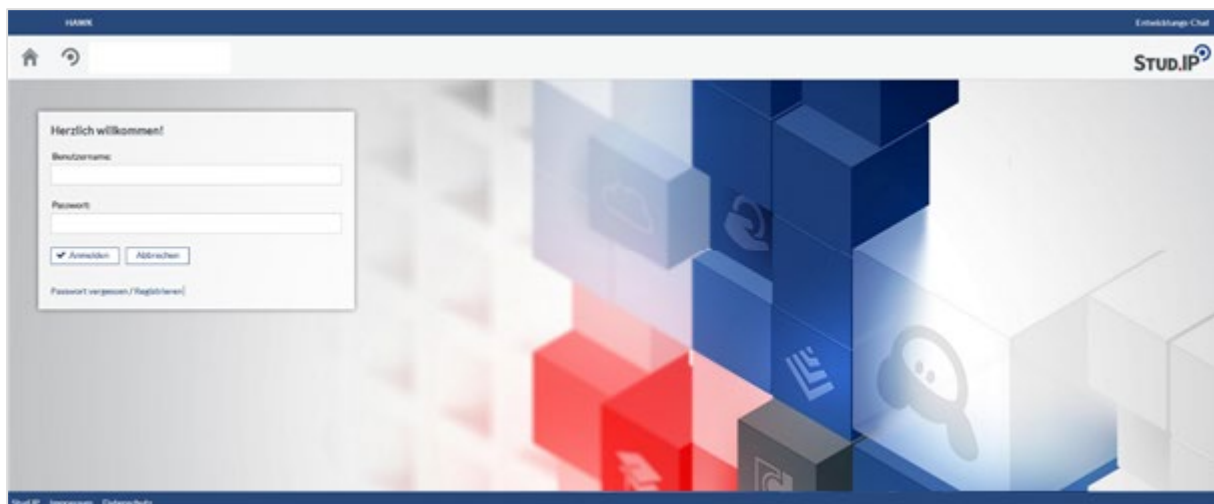 HAWK
Entwicklungs-Chat
STUD.IP
Herzlich willkommen!
Benutzername:
Passwort:
Anmelden Abbrechen
Passwort vergessen / Registrieren
Stud.IP Impressum Datenschutz